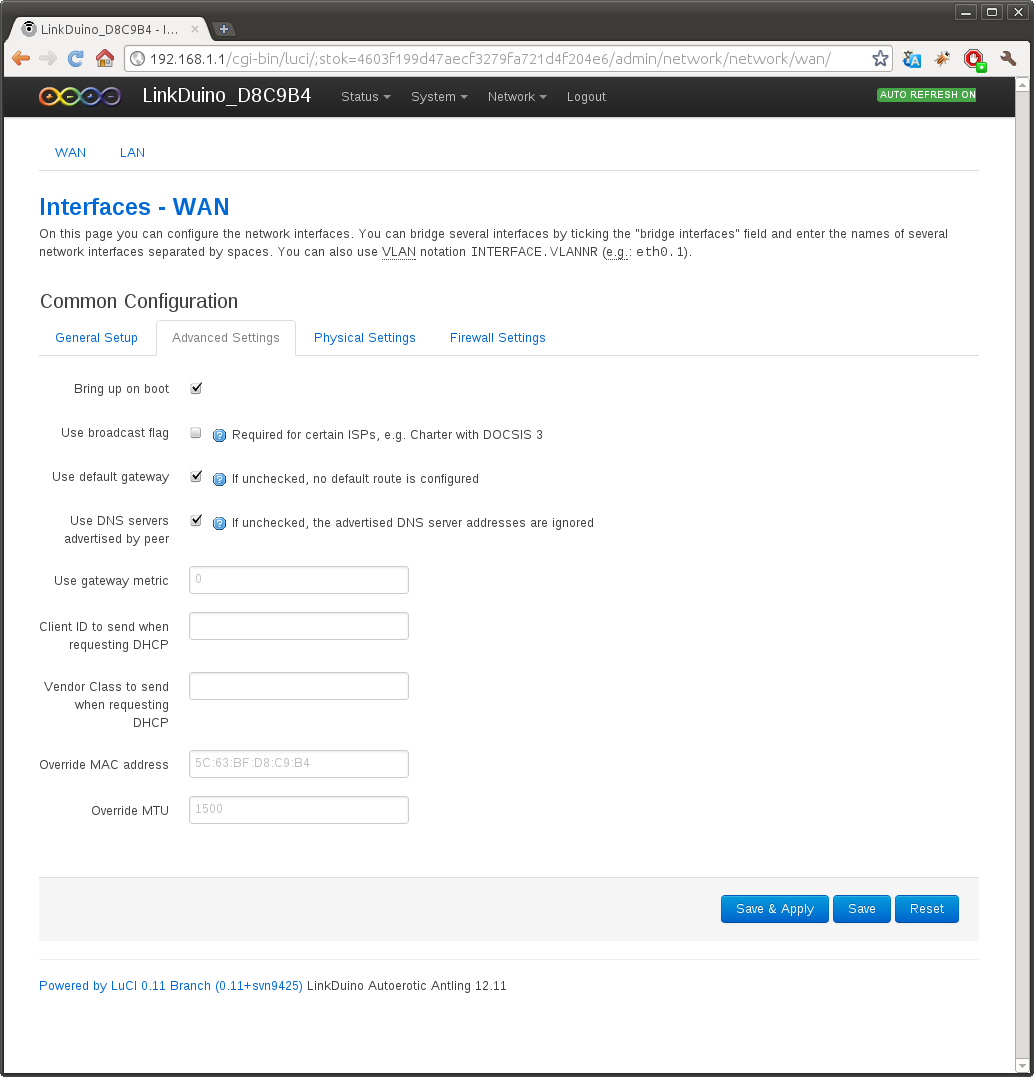 LinkDuino_D8C9B4 - I...
192.168.1.1/cgi-bin/luci/;stok=4603f199d47aecf3279fa721d4f204e6/admin/network/network/wan/
LinkDuino_D8C9B4 Status System Network Logout AUTO REFRESH ON
WAN LAN
Interfaces - WAN
On this page you can configure the network interfaces. You can bridge several interfaces by ticking the "bridge interfaces" field and enter the names of several
network interfaces separated by spaces. You can also use VLAN notation INTERFACE.VLANNR (e.g.: eth0.1).
Common Configuration
General Setup Advanced Settings Physical Settings Firewall Settings
Bring up on boot
Use broadcast flag Required for certain ISPs, e.g. Charter with DOCSIS 3
Use default gateway If unchecked, no default route is configured
Use DNS servers
advertised by peer
If unchecked, the advertised DNS server addresses are ignored
Use gateway metric 0
Client ID to send when
requesting DHCP
Vendor Class to send
when requesting
DHCP
Override MAC address 5C:63:BF:D8:C9:B4
Override MTU 1500
Save & Apply Save Reset
Powered by LuCI 0.11 Branch (0.11+svn9425) LinkDuino Autoerotic Antling 12.11